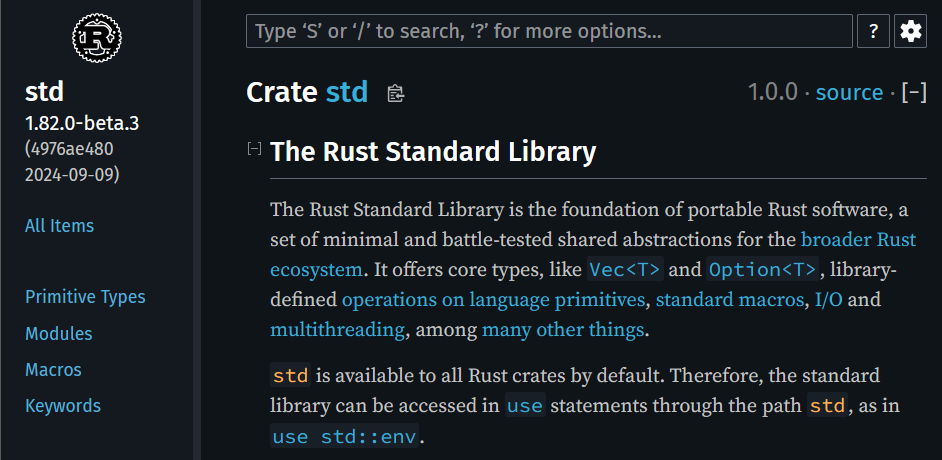 R
Type ‘S’ or ‘/’ to search, ‘?’ for more options…
?
std
1.82.0-beta.3
(4976ae480
2024-09-09)
All Items
Primitive Types
Modules
Macros
Keywords
Crate std
1.0.0 · source · [−]
[−] The Rust Standard Library
The Rust Standard Library is the foundation of portable Rust software, a
set of minimal and battle-tested shared abstractions for the broader Rust
ecosystem. It offers core types, like Vec<T> and Option<T>, library-
defined operations on language primitives, standard macros, I/O and
multithreading, among many other things.
std is available to all Rust crates by default. Therefore, the standard
library can be accessed in use statements through the path std, as in
use std::env.